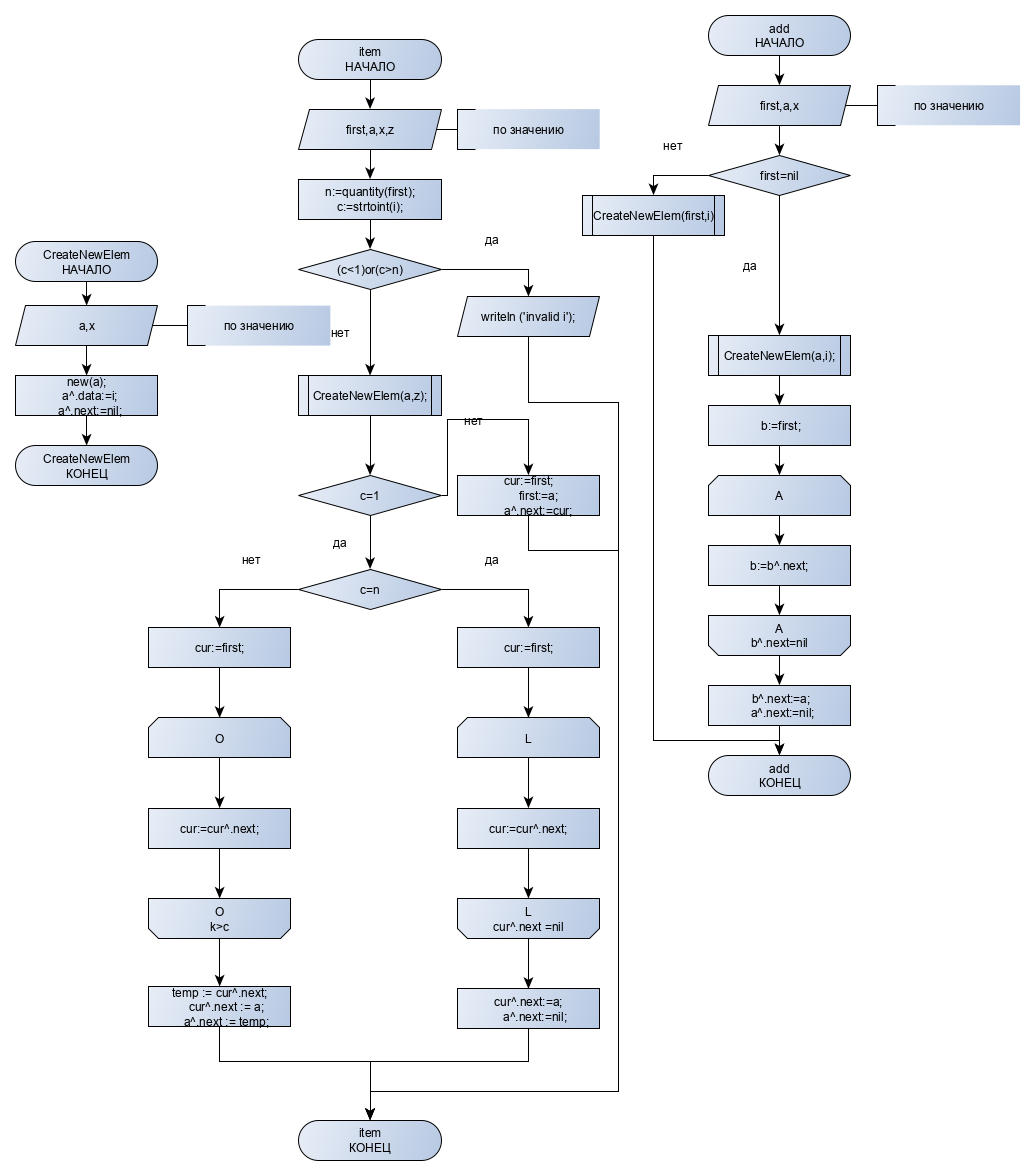 CreateNewElem
НАЧАЛО
a,x
по значению
new(a);
a^.data:=i;
a^.next:=nil;
CreateNewElem
КОНЕЦ
item
НАЧАЛО
first,a,x,z
по значению
n:=quantity(first);
c:=strtoint(i);
(c<1)or(c>n)
да
writeln ('invalid i');
нет
CreateNewElem(a,z);
нет
c=1
cur:=first;
first:=a;
a^.next:=cur;
да
нет
да
c=n
cur:=first;
O
cur:=cur^.next;
O
k>c
temp := cur^.next;
cur^.next := a;
a^.next := temp;
cur:=first;
L
cur:=cur^.next;
L
cur^.next =nil
cur^.next:=a;
a^.next:=nil;
item
КОНЕЦ
add
НАЧАЛО
first,a,x
по значению
нет
first=nil
CreateNewElem(first,i)
да
CreateNewElem(a,i);
b:=first;
A
b:=b^.next;
A
b^.next=nil
b^.next:=a;
a^.next:=nil;
add
КОНЕЦ